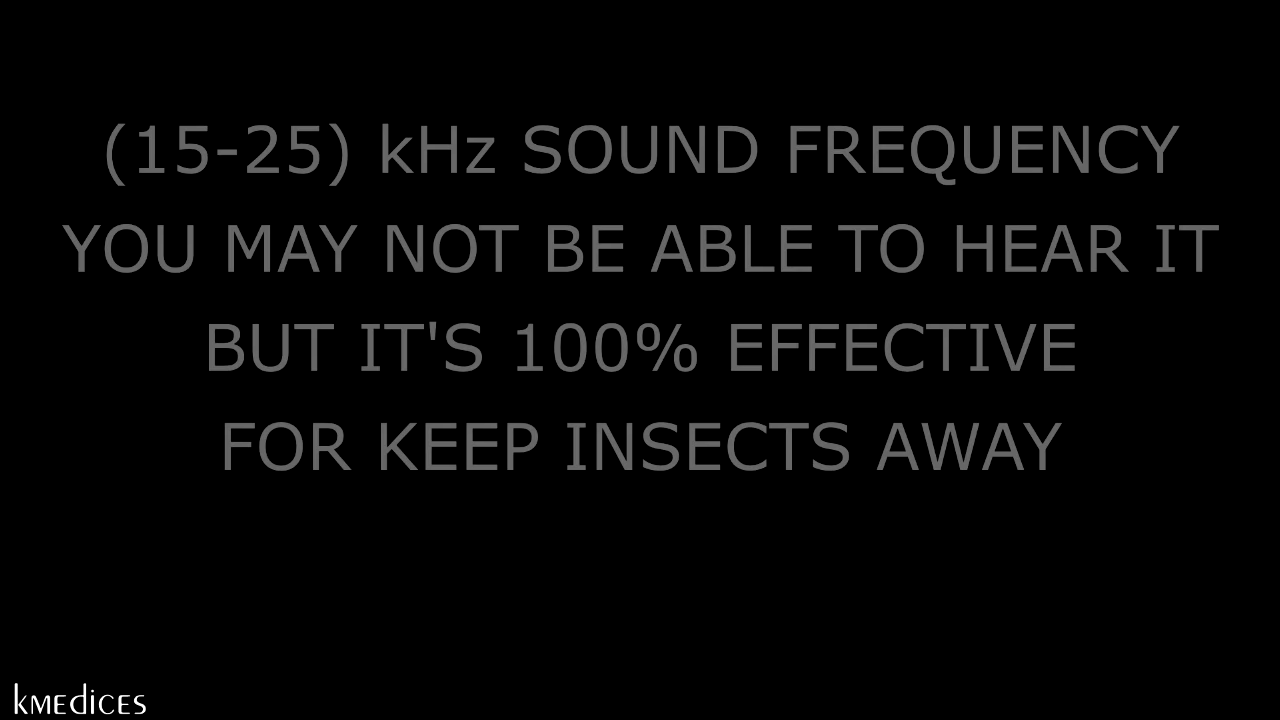 (15-25) kHz SOUND FREQUENCY
YOU MAY NOT BE ABLE TO HEAR IT
BUT IT'S 100% EFFECTIVE
FOR KEEP INSECTS AWAY
kmedices